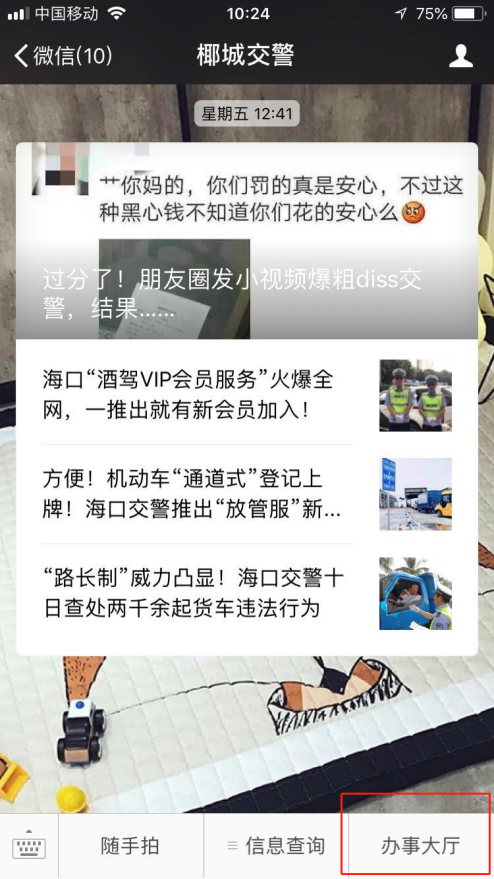 中国移动 10:24 75%
微信(10) 椰城交警
星期五 12:41
艹你妈的，你们罚的真是安心，不过这
种黑心钱不知道你们花的安心么
过分了！朋友圈发小视频爆粗diss交
警，结果……
海口“酒驾VIP会员服务”火爆全
网，一推出就有新会员加入！
方便！机动车“通道式”登记上
牌！海口交警推出“放管服”新...
“路长制”威力凸显！海口交警十
日查处两千余起货车违法行为
随手拍 信息查询 办事大厅